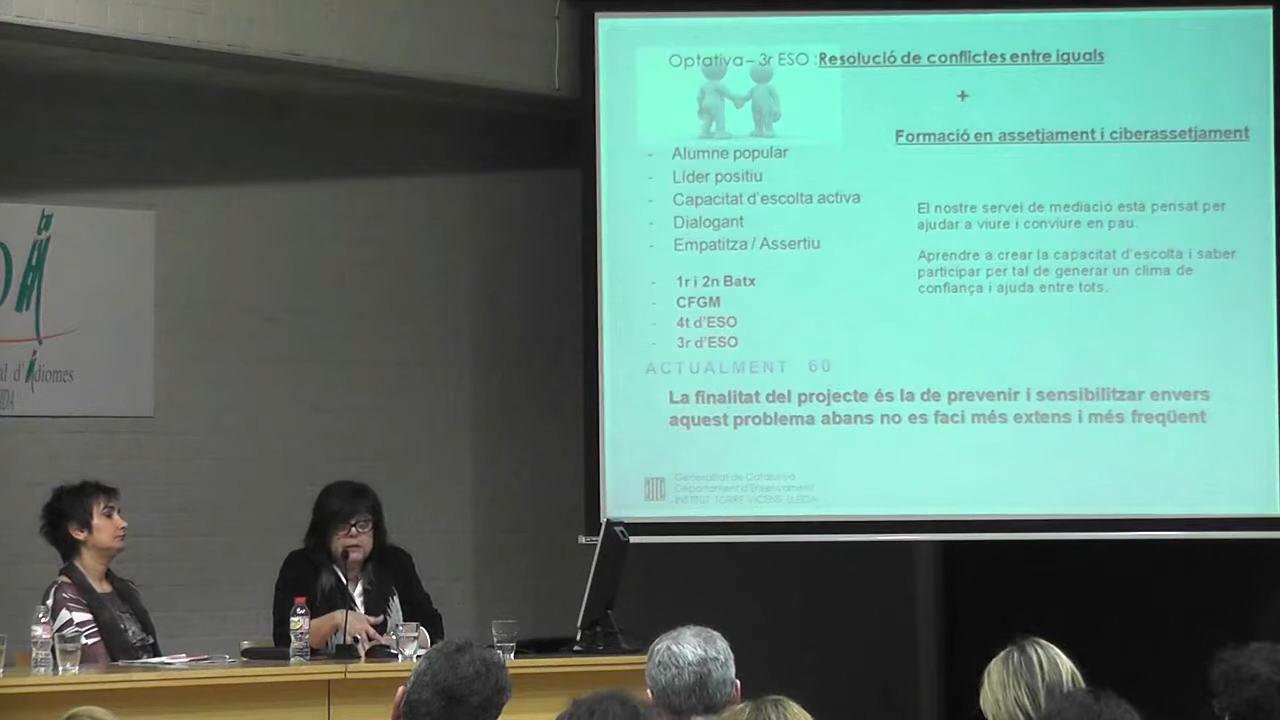 Optativa – 3r ESO :Resolució de conflictes entre iguals
+
Formació en assetjament i ciberassetjament
- Alumne popular
- Líder positiu
- Capacitat d'escolta activa
- Dialogant
- Empatitza / Assertiu
- 1r i 2n Batx
- CFGM
- 4t d'ESO
- 3r d'ESO
ACTUALMENT 60
El nostre servei de mediació està pensat per
ajudar a viure i conviure en pau.
Aprendre a crear la capacitat d'escolta i saber
participar per tal de generar un clima de
confiança i ajuda entre tots.
La finalitat del projecte és la de prevenir i sensibilitzar envers
aquest problema abans no es faci més extens i més freqüent
Generalitat de Catalunya
Departament d'Ensenyament
INSTITUT TORRE VICENS LLEIDA
al d'Idiomes